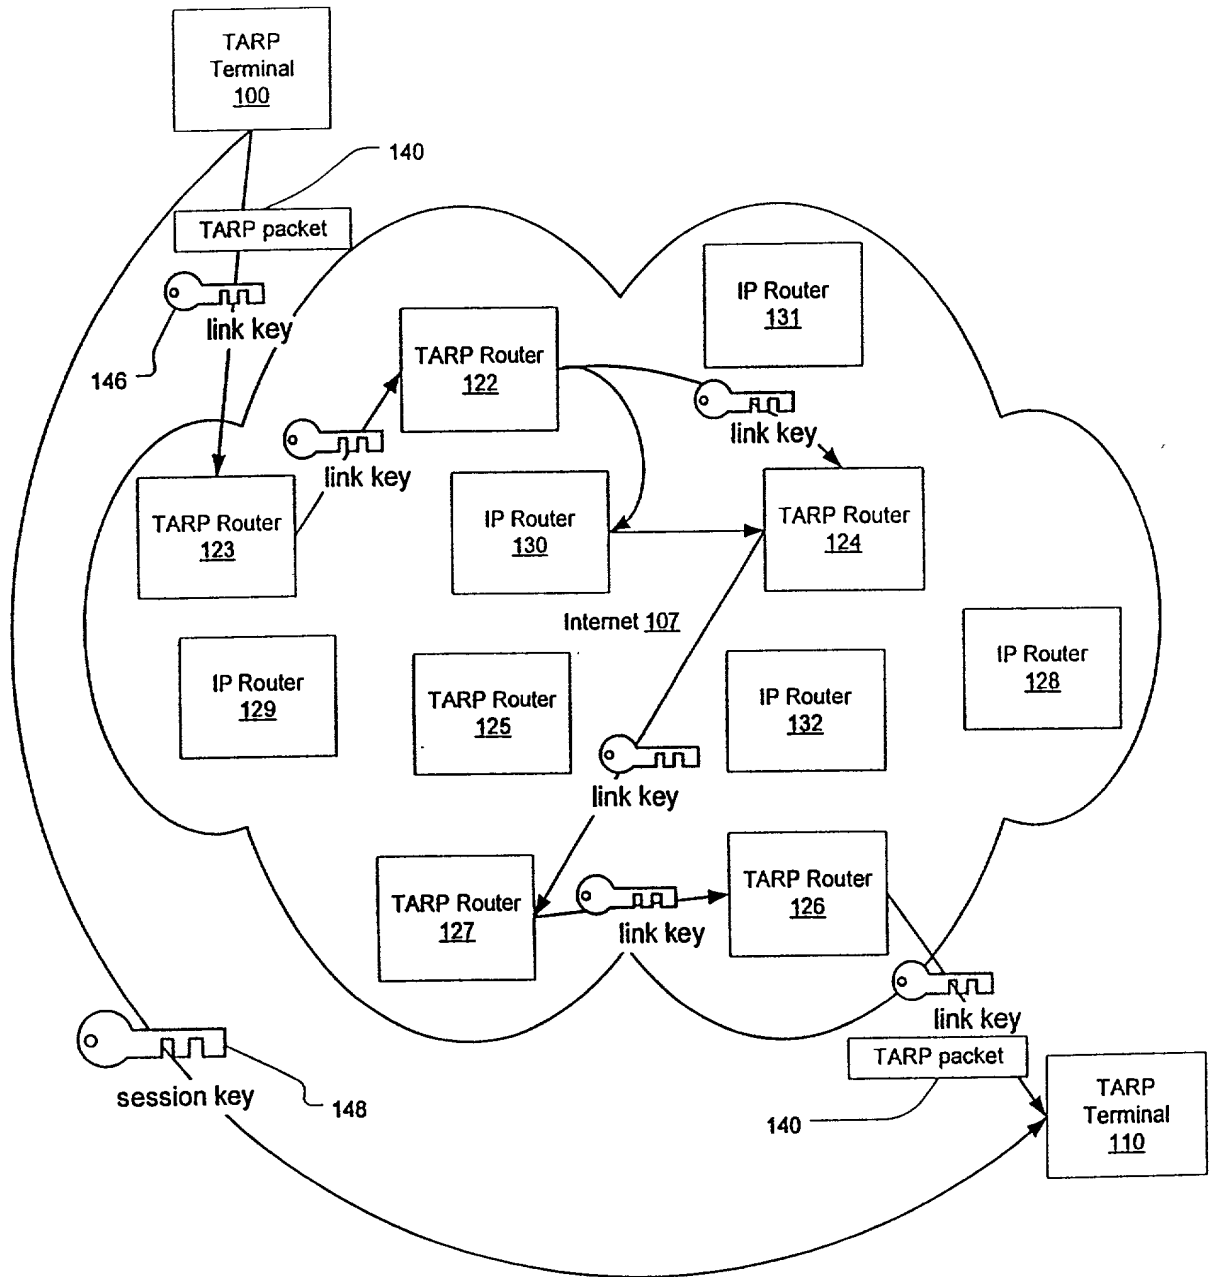 TARP
Terminal
100
140
TARP packet
link key
146
IP Router
131
TARP Router
122
link key
link key
TARP Router
123
IP Router
130
TARP Router
124
Internet 107
IP Router
129
TARP Router
125
IP Router
132
IP Router
128
link key
TARP Router
127
link key
TARP Router
126
link key
TARP packet
140
session key
148
TARP
Terminal
110